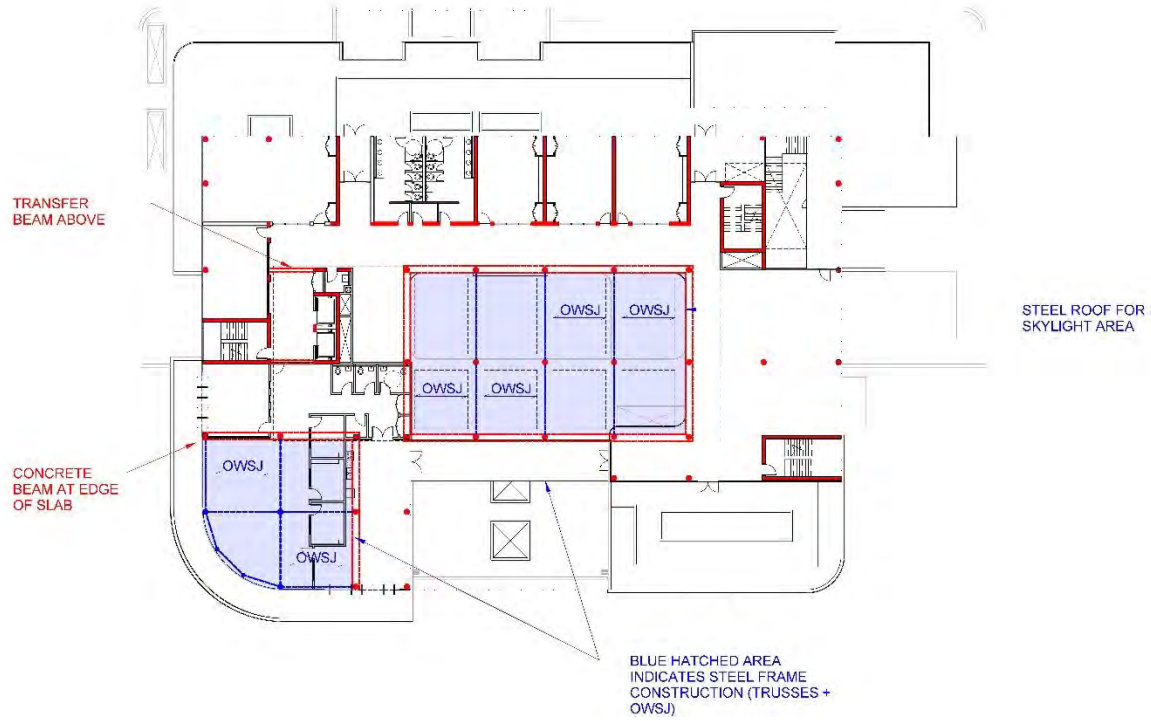 TRANSFER
BEAM ABOVE
OWSJ
OWSJ
STEEL ROOF FOR
SKYLIGHT AREA
OWSJ
OWSJ
CONCRETE
BEAM AT EDGE
OF SLAB
OWSJ
OWSJ
BLUE HATCHED AREA
INDICATES STEEL FRAME
CONSTRUCTION (TRUSSES +
OWSJ)